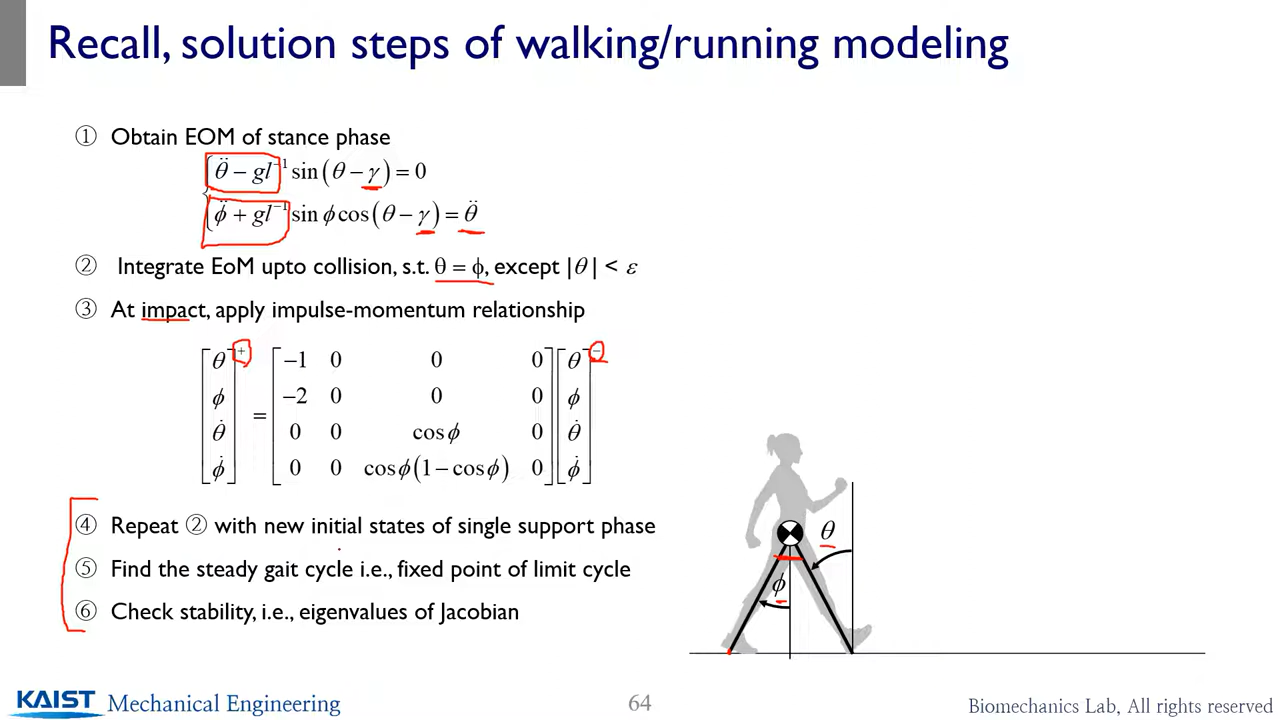 Recall, solution steps of walking/running modeling
① Obtain EOM of stance phase
θ̈ − gl⁻¹ sin(θ − γ) = 0
ϕ̈ + gl⁻¹ sin ϕ cos(θ − γ) = θ̈
② Integrate EoM upto collision, s.t. θ = ϕ, except |θ| < ε
③ At impact, apply impulse-momentum relationship
[θ ϕ θ̇ ϕ̇]⁺ = [−1 0 0 0; −2 0 0 0; 0 0 cosϕ 0; 0 0 cosϕ(1−cosϕ) 0] [θ ϕ θ̇ ϕ̇]⁻
④ Repeat ② with new initial states of single support phase
⑤ Find the steady gait cycle i.e., fixed point of limit cycle
⑥ Check stability, i.e., eigenvalues of Jacobian
θ
ϕ
KAIST Mechanical Engineering
64
Biomechanics Lab, All rights reserved